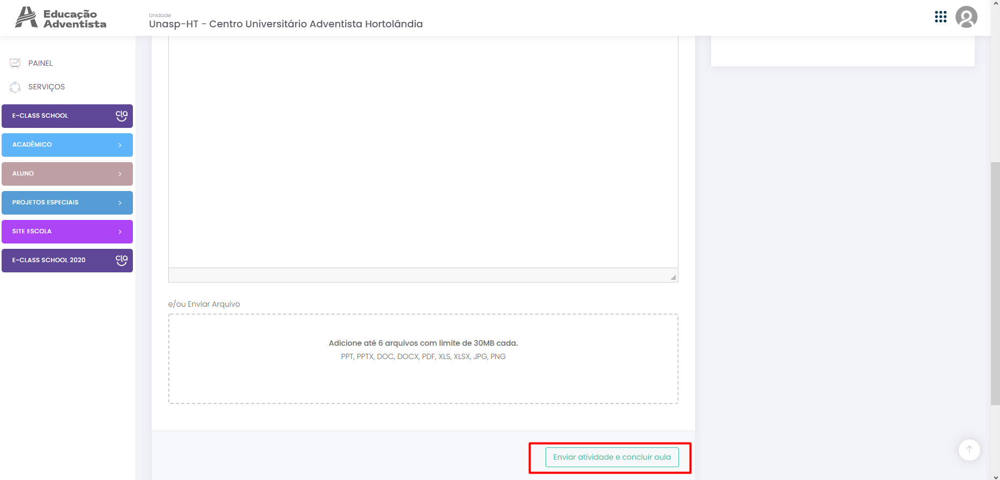 Educação
Adventista
Unidade
Unasp-HT - Centro Universitário Adventista Hortolândia
PAINEL
SERVIÇOS
E-CLASS SCHOOL
cla
ACADÊMICO
ALUNO
PROJETOS ESPECIAIS
SITE ESCOLA
E-CLASS SCHOOL 2020
cla
e/ou Enviar Arquivo
Adicione até 6 arquivos com limite de 30MB cada.
PPT, PPTX, DOC, DOCX, PDF, XLS, XLSX, JPG, PNG
Enviar atividade e concluir aula